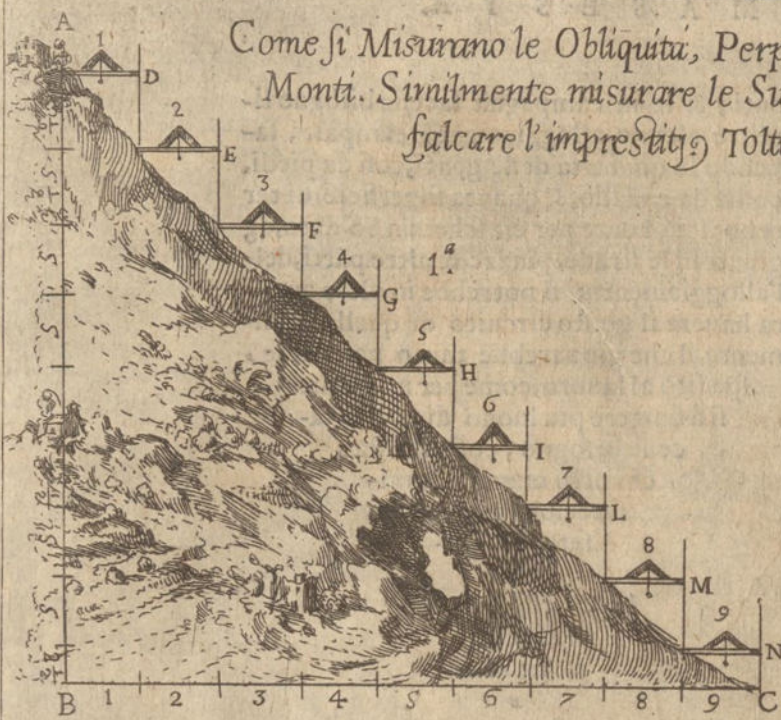 Come si Misurano le Obliquitá, Perp
Monti. Similmente misurare le Su
falcare l'imprestiti Tolt
A
1 D
2 E
3 F
4 G
1.ª
5 H
6 I
7 L
8 M
9 N
B 1 2 3 4 5 6 7 8 9 C